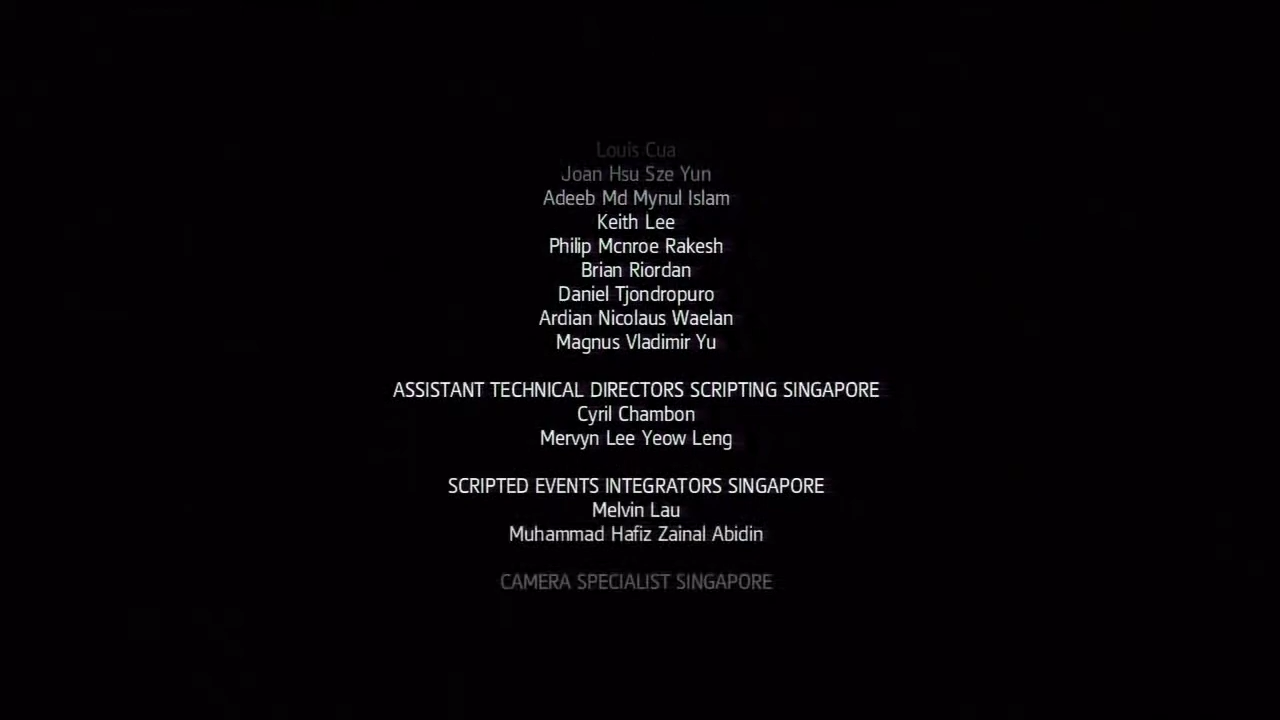 Louis Cua
Joan Hsu Sze Yun
Adeeb Md Mynul Islam
Keith Lee
Philip Mcnroe Rakesh
Brian Riordan
Daniel Tjondropuro
Ardian Nicolaus Waelan
Magnus Vladimir Yu
ASSISTANT TECHNICAL DIRECTORS SCRIPTING SINGAPORE
Cyril Chambon
Mervyn Lee Yeow Leng
SCRIPTED EVENTS INTEGRATORS SINGAPORE
Melvin Lau
Muhammad Hafiz Zainal Abidin
CAMERA SPECIALIST SINGAPORE